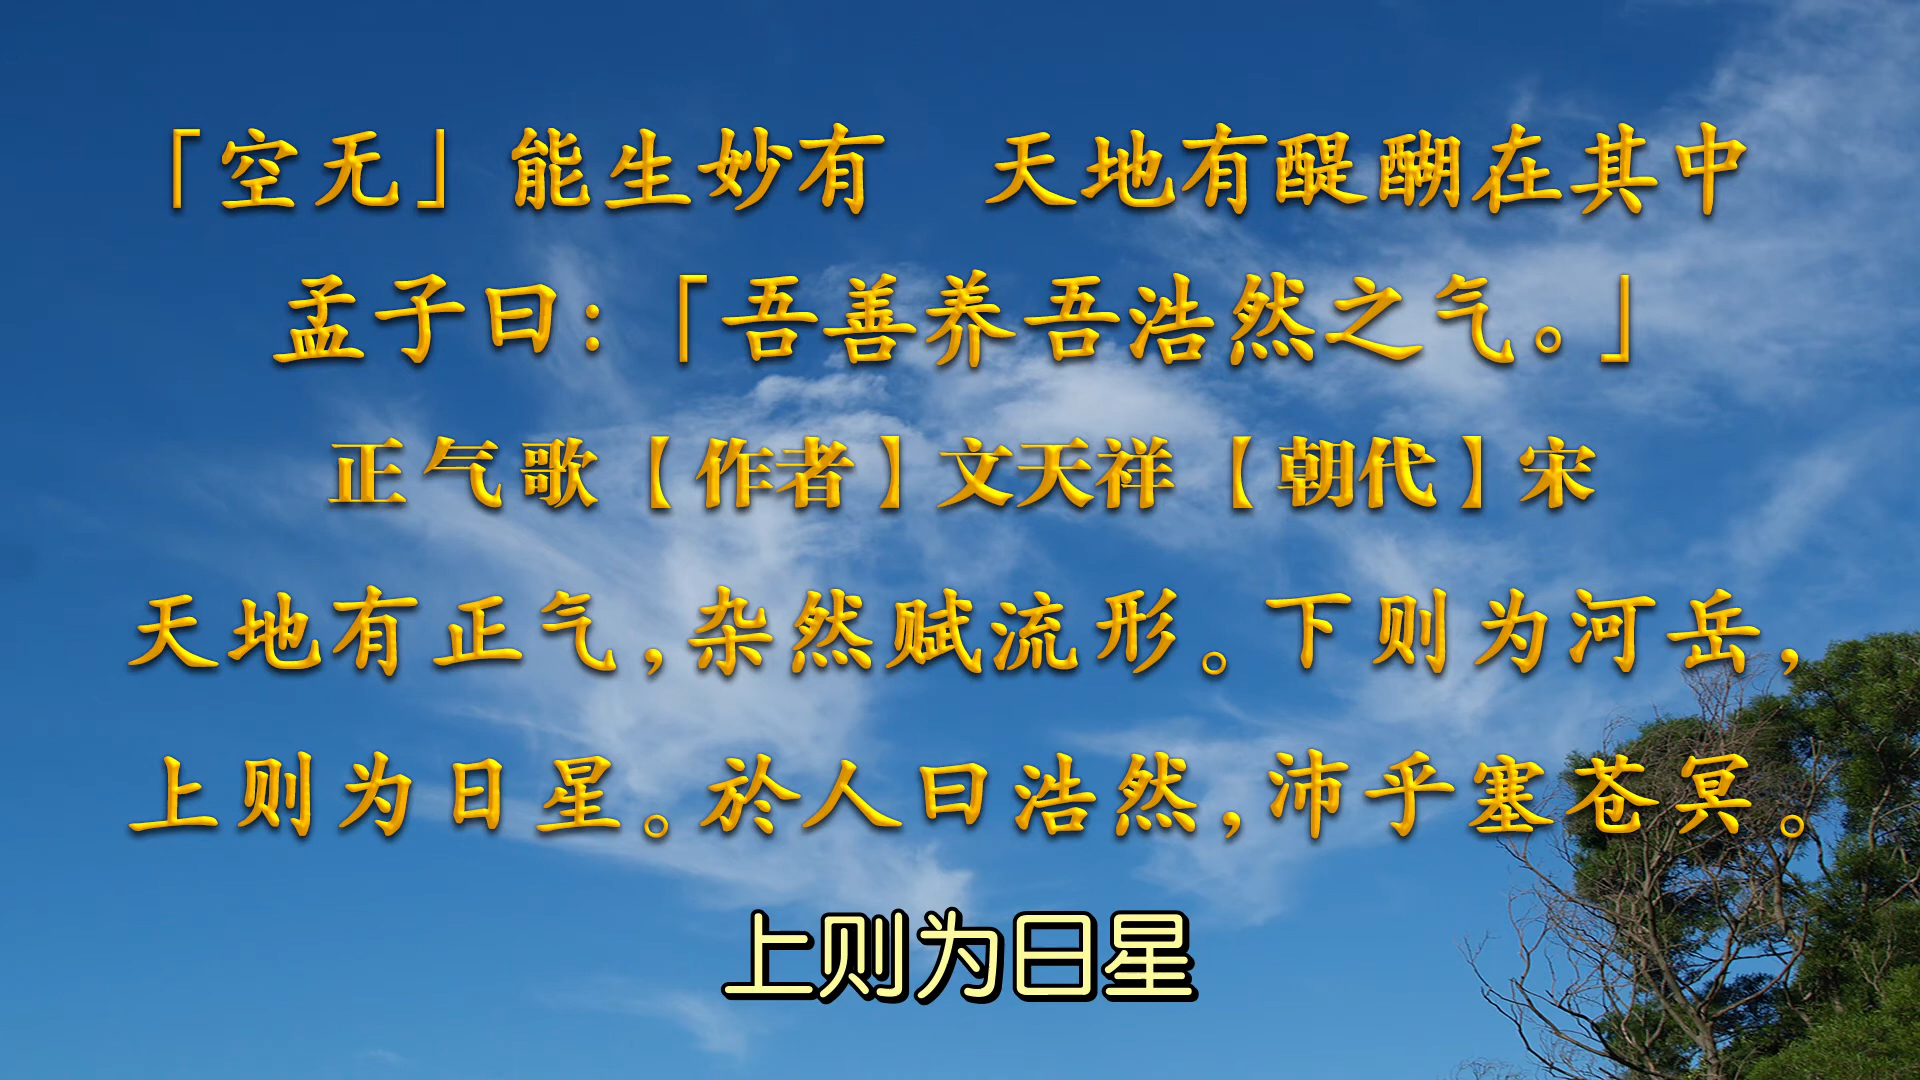 「空无」能生妙有　天地有醍醐在其中
孟子曰：「吾善养吾浩然之气。」
正气歌【作者】文天祥【朝代】宋
天地有正气，杂然赋流形。下则为河岳，
上则为日星。於人曰浩然，沛乎塞苍冥。
上则为日星